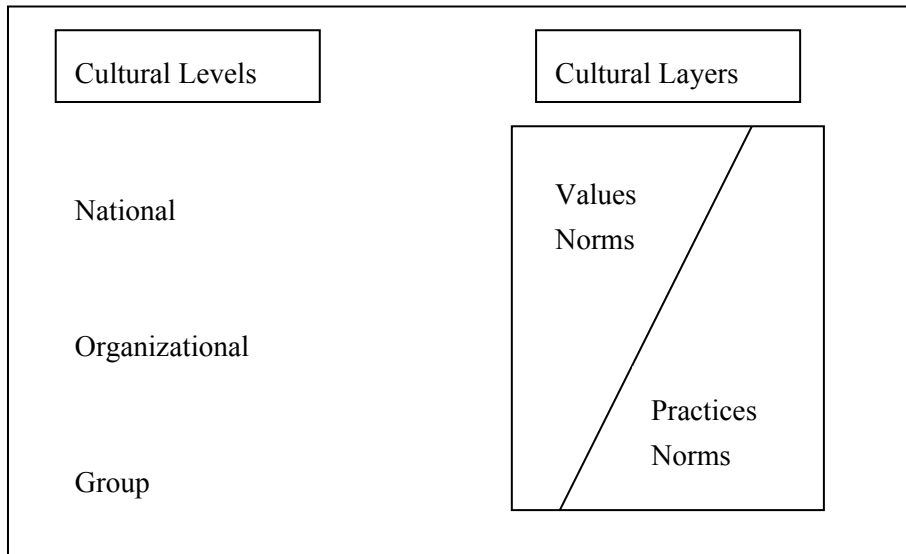 Cultural Levels
Cultural Layers
National
Values
Norms
Organizational
Practices
Norms
Group